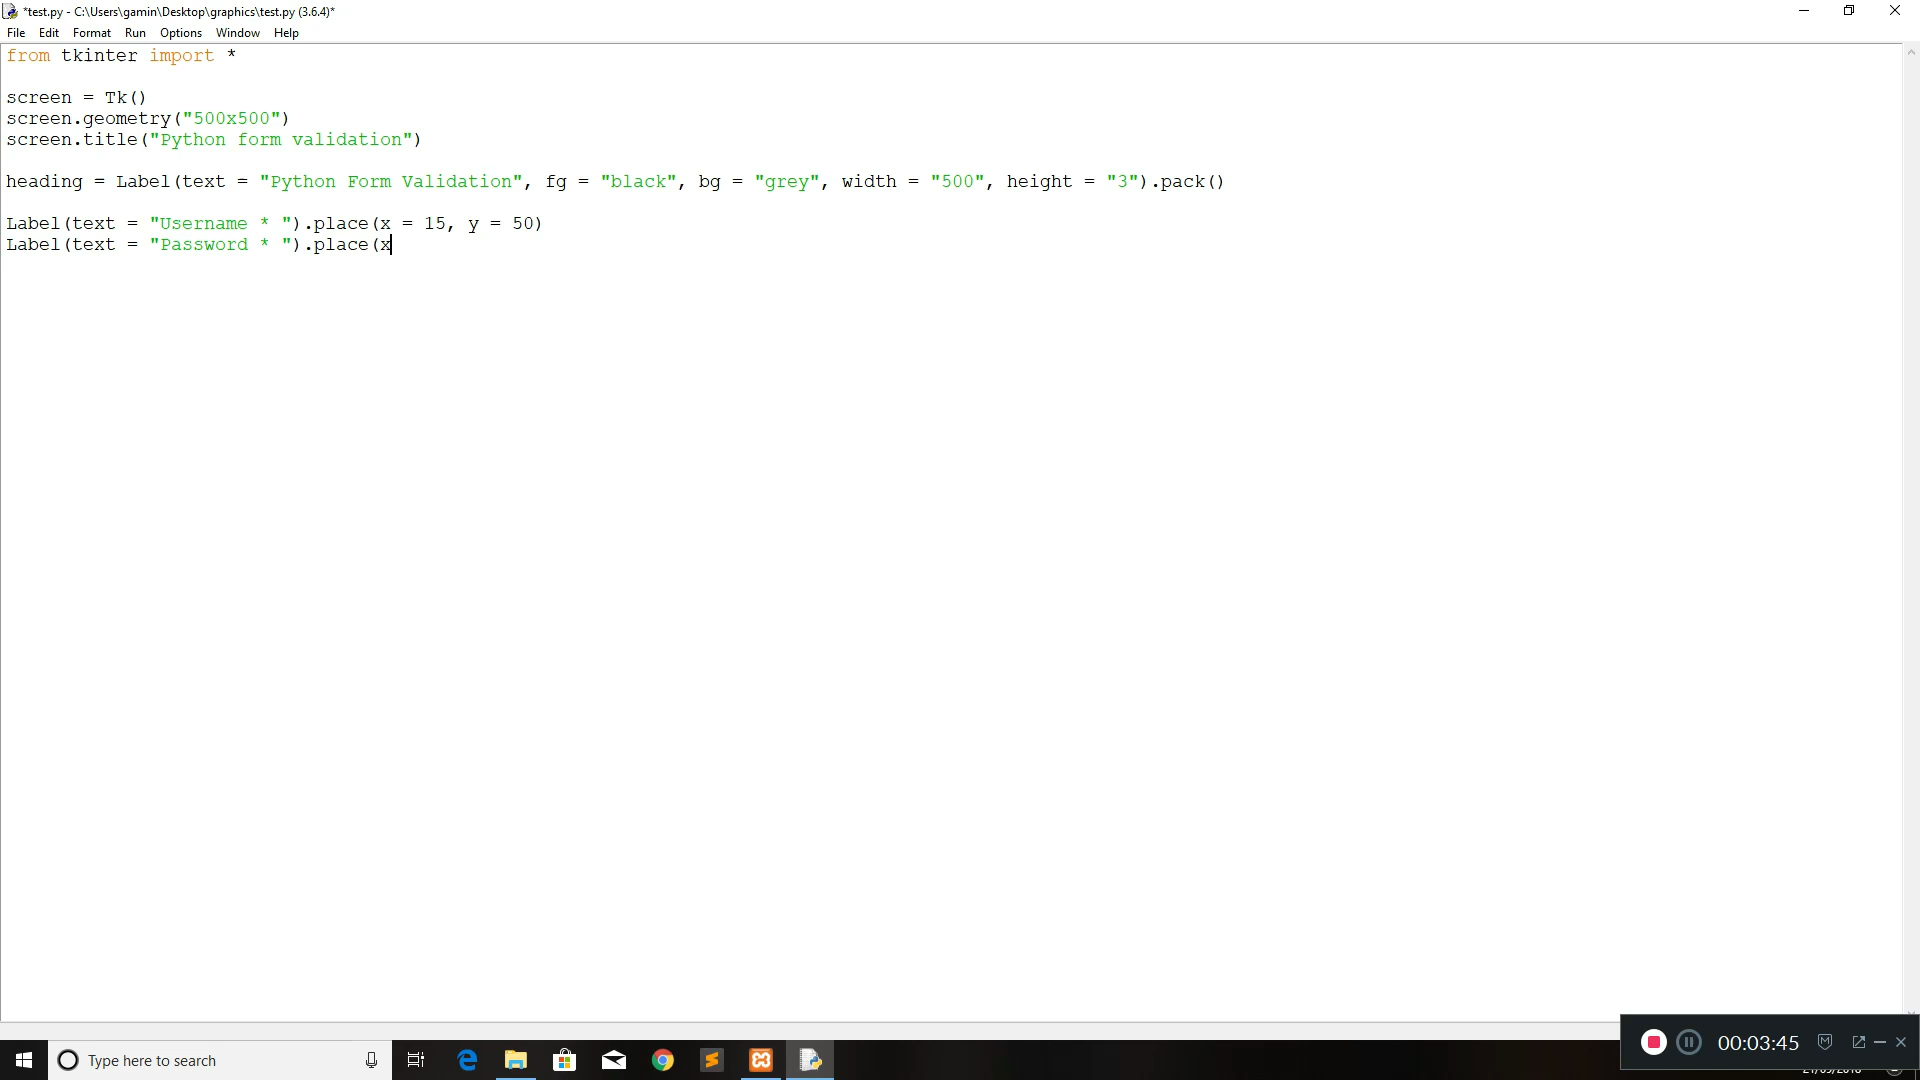 *test.py - C:\Users\gamin\Desktop\graphics\test.py (3.6.4)*
File Edit Format Run Options Window Help
from tkinter import *
screen = Tk()
screen.geometry("500x500")
screen.title("Python form validation")
heading = Label(text = "Python Form Validation", fg = "black", bg = "grey", width = "500", height = "3").pack()
Label(text = "Username * ").place(x = 15, y = 50)
Label(text = "Password * ").place(x
Type here to search
00:03:45